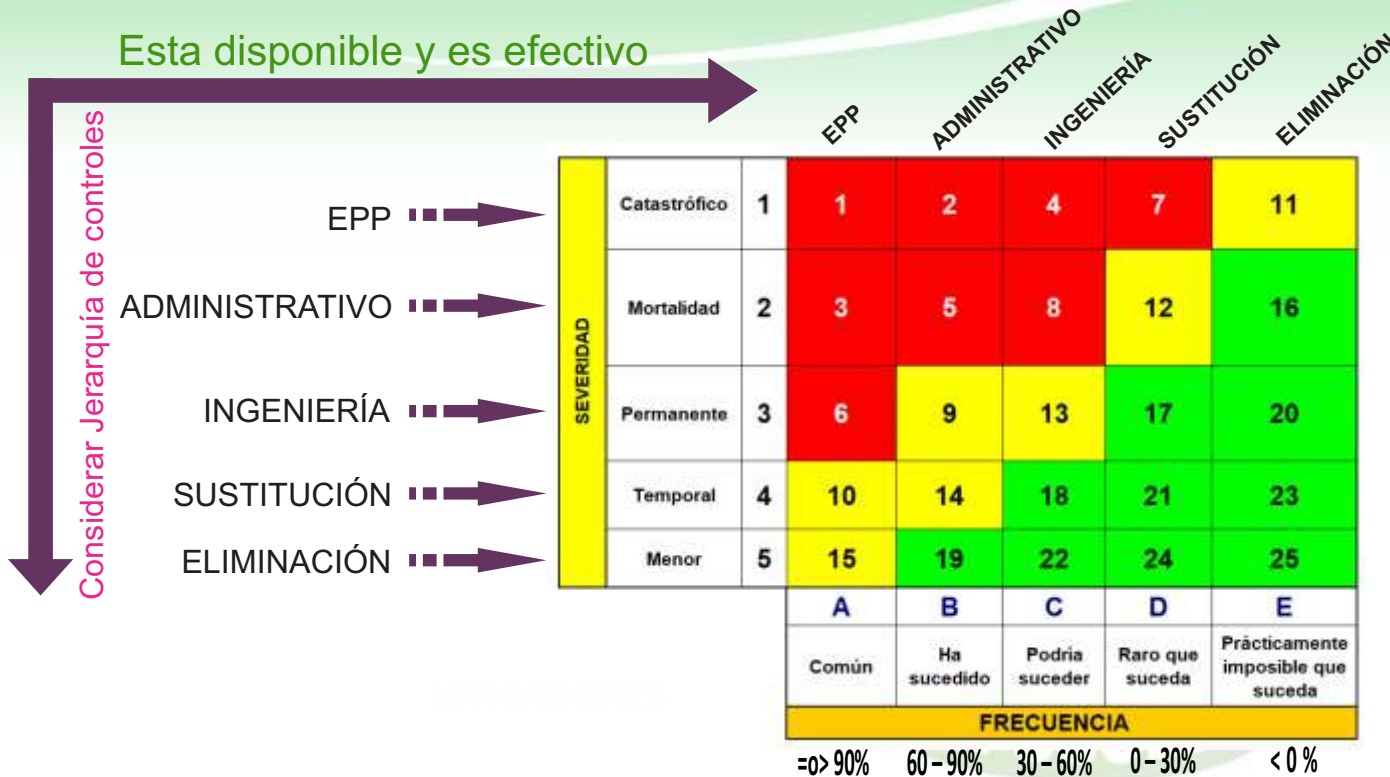 Esta disponible y es efectivo
Considerar Jerarquía de controles
EPP
ADMINISTRATIVO
INGENIERÍA
SUSTITUCIÓN
ELIMINACIÓN
EPP
ADMINISTRATIVO
INGENIERÍA
SUSTITUCIÓN
ELIMINACIÓN
SEVERIDAD
Catastrófico 1 1 2 4 7 11
Mortalidad 2 3 5 8 12 16
Permanente 3 6 9 13 17 20
Temporal 4 10 14 18 21 23
Menor 5 15 19 22 24 25
A B C D E
Común
Ha
sucedido
Podría
suceder
Raro que
suceda
Prácticamente
imposible que
suceda
FRECUENCIA
=o> 90% 60 – 90% 30 – 60% 0 – 30% < 0 %